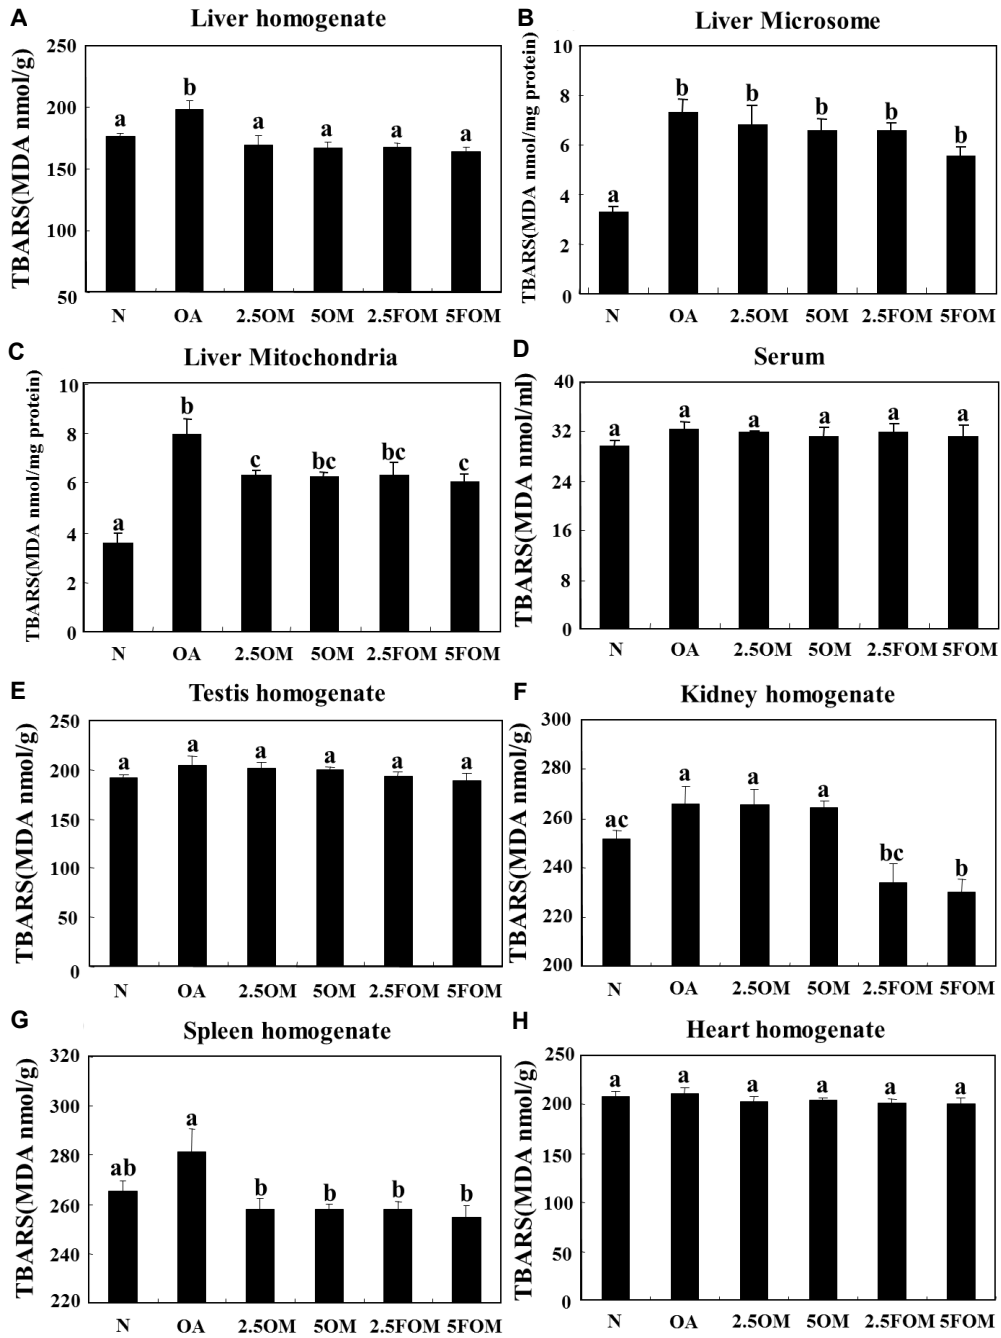 A
Liver homogenate
TBARS(MDA nmol/g)
250
200
150
100
50
a
b
a
a
a
a
N OA 2.5OM 5OM 2.5FOM 5FOM
B
Liver Microsome
TBARS(MDA nmol/mg protein)
10
8
6
4
2
0
a
b
b
b
b
b
N OA 2.5OM 5OM 2.5FOM 5FOM
C
Liver Mitochondria
TBARS(MDA nmol/mg protein)
10
8
6
4
2
0
a
b
c
bc
bc
c
N OA 2.5OM 5OM 2.5FOM 5FOM
D
Serum
TBARS(MDA nmol/ml)
40
32
24
16
8
0
a
a
a
a
a
a
N OA 2.5OM 5OM 2.5FOM 5FOM
E
Testis homogenate
TBARS(MDA nmol/g)
250
200
150
100
50
0
a
a
a
a
a
a
N OA 2.5OM 5OM 2.5FOM 5FOM
F
Kidney homogenate
TBARS(MDA nmol/g)
300
280
260
240
220
200
ac
a
a
a
bc
b
N OA 2.5OM 5OM 2.5FOM 5FOM
G
Spleen homogenate
TBARS(MDA nmol/g)
320
300
280
260
240
220
ab
a
b
b
b
b
N OA 2.5OM 5OM 2.5FOM 5FOM
H
Heart homogenate
TBARS(MDA nmol/g)
250
200
150
100
50
0
a
a
a
a
a
a
N OA 2.5OM 5OM 2.5FOM 5FOM